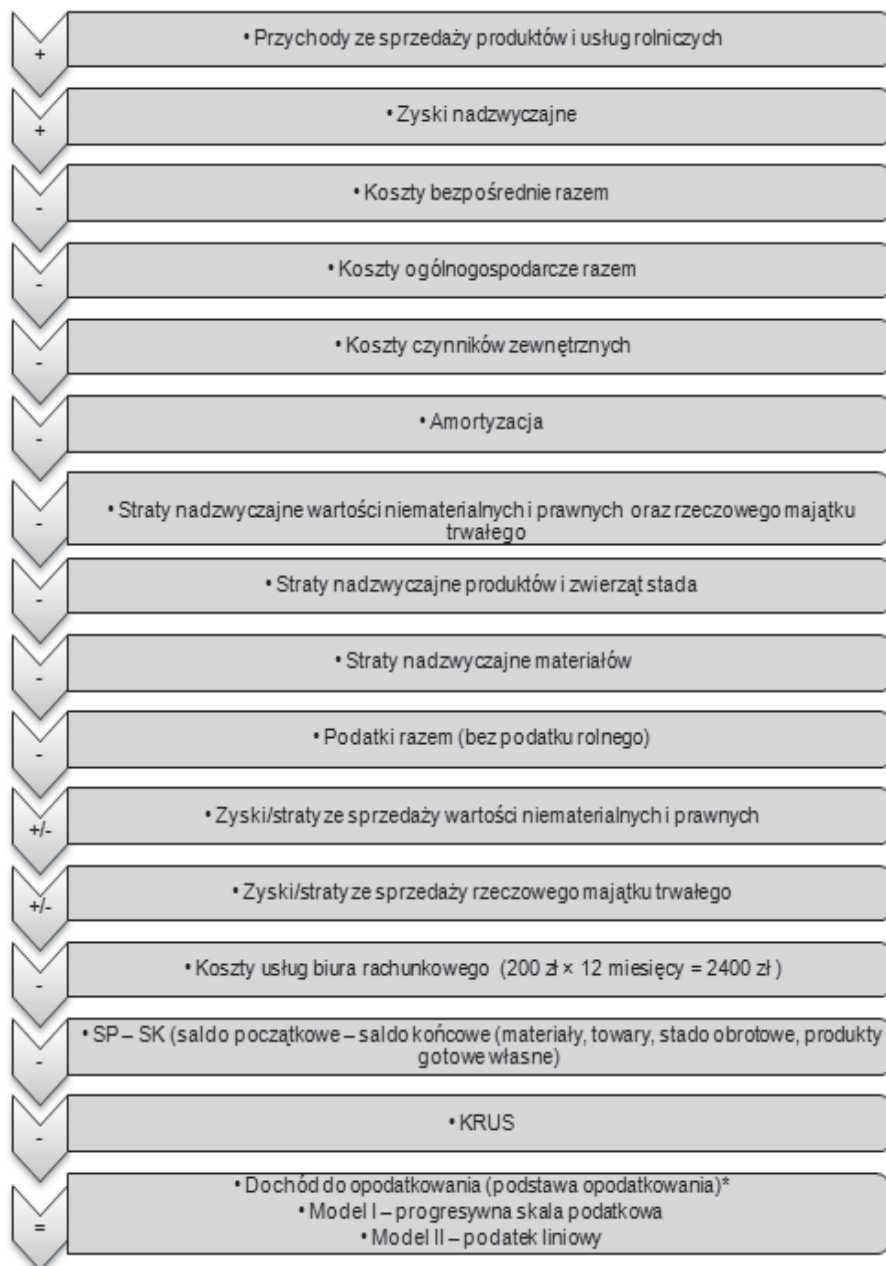 +
• Przychody ze sprzedaży produktów i usług rolniczych
+
• Zyski nadzwyczajne
-
• Koszty bezpośrednie razem
-
• Koszty ogólnogospodarcze razem
-
• Koszty czynników zewnętrznych
-
• Amortyzacja
-
• Straty nadzwyczajne wartości niematerialnych i prawnych oraz rzeczowego majątku
trwałego
-
• Straty nadzwyczajne produktów i zwierząt stada
-
• Straty nadzwyczajne materiałów
-
• Podatki razem (bez podatku rolnego)
+/-
• Zyski/straty ze sprzedaży wartości niematerialnych i prawnych
+/-
• Zyski/straty ze sprzedaży rzeczowego majątku trwałego
-
• Koszty usług biura rachunkowego (200 zł × 12 miesięcy = 2400 zł )
-
• SP – SK (saldo początkowe – saldo końcowe (materiały, towary, stado obrotowe, produkty
gotowe własne)
-
• KRUS
=
• Dochód do opodatkowania (podstawa opodatkowania)*
• Model I – progresywna skala podatkowa
• Model II – podatek liniowy